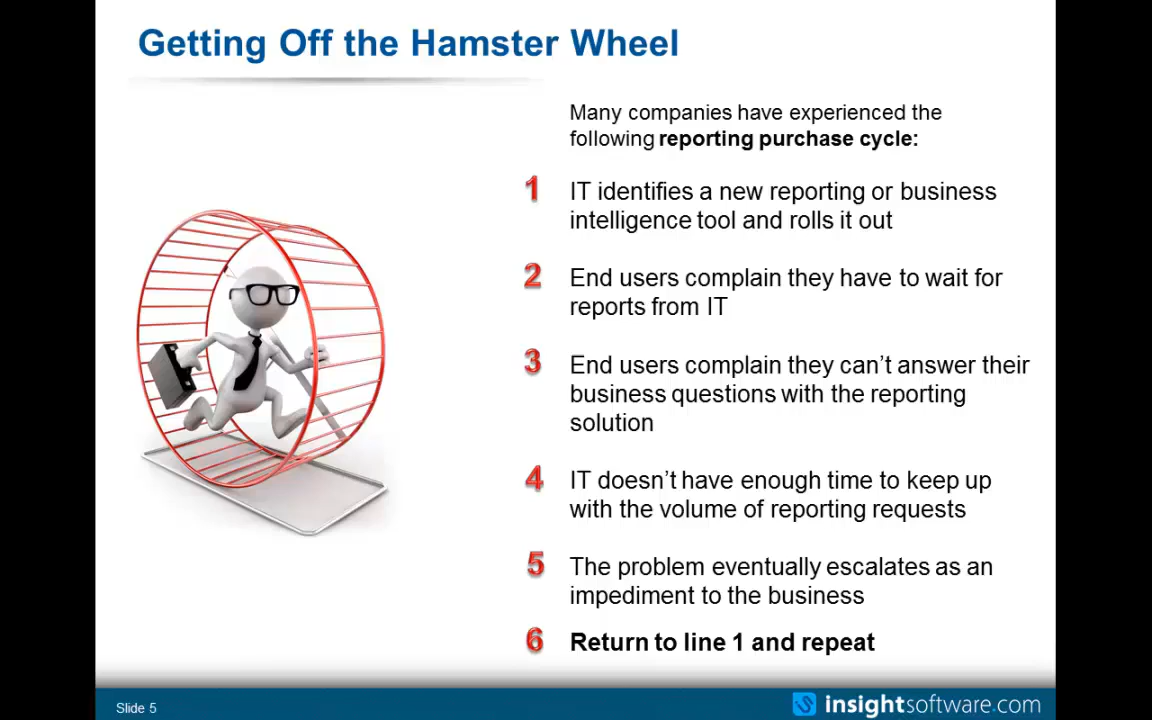 Getting Off the Hamster Wheel
Many companies have experienced the
following reporting purchase cycle:
1 IT identifies a new reporting or business
intelligence tool and rolls it out
2 End users complain they have to wait for
reports from IT
3 End users complain they can’t answer their
business questions with the reporting
solution
4 IT doesn’t have enough time to keep up
with the volume of reporting requests
5 The problem eventually escalates as an
impediment to the business
6 Return to line 1 and repeat
Slide 5
insightsoftware.com